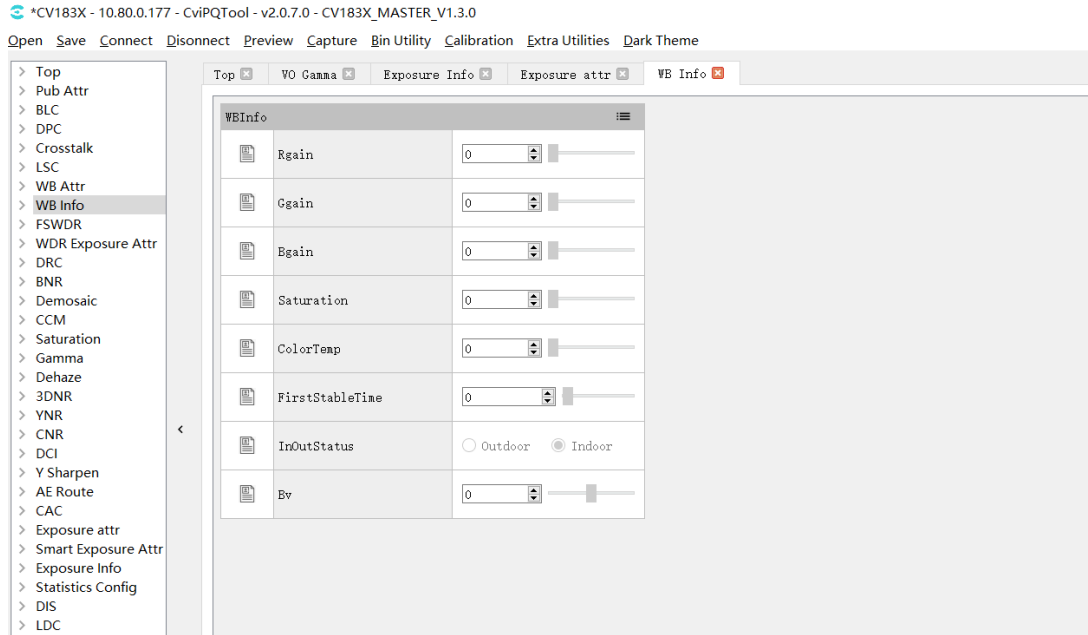 *CV183X - 10.80.0.177 - CviPQTool - v2.0.7.0 - CV183X_MASTER_V1.3.0
Open Save Connect Disconnect Preview Capture Bin Utility Calibration Extra Utilities Dark Theme
Top
Pub Attr
BLC
DPC
Crosstalk
LSC
WB Attr
WB Info
FSWDR
WDR Exposure Attr
DRC
BNR
Demosaic
CCM
Saturation
Gamma
Dehaze
3DNR
YNR
CNR
DCI
Y Sharpen
AE Route
CAC
Exposure attr
Smart Exposure Attr
Exposure Info
Statistics Config
DIS
LDC
Top VO Gamma Exposure Info Exposure attr WB Info
WBInfo
Rgain 0
Ggain 0
Bgain 0
Saturation 0
ColorTemp 0
FirstStableTime 0
InOutStatus Outdoor Indoor
Bv 0